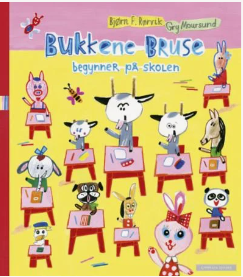 Bjørn F. Rørvik Gry Moursund
Bukkene Bruse
begynner på skolen